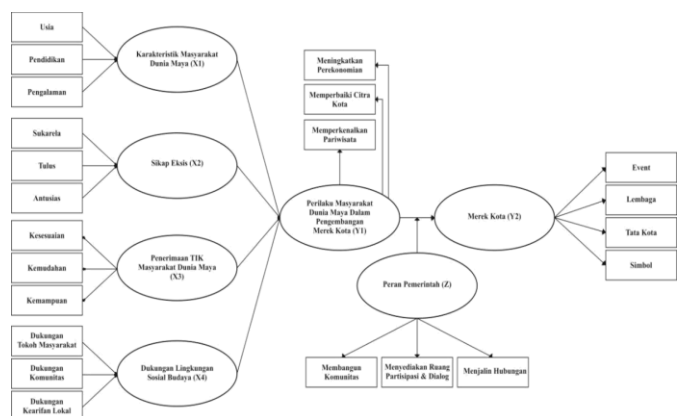 Usia
Pendidikan
Pengalaman
Karakteristik Masyarakat
Dunia Maya (X1)
Sukarela
Tulus
Antusias
Sikap Eksis (X2)
Kesesuaian
Kemudahan
Kemampuan
Penerimaan TIK
Masyarakat Dunia Maya
(X3)
Dukungan
Tokoh Masyarakat
Dukungan
Komunitas
Dukungan
Kearifan Lokal
Dukungan Lingkungan
Sosial Budaya (X4)
Meningkatkan
Perekonomian
Memperbaiki Citra
Kota
Memperkenalkan
Pariwisata
Perilaku Masyarakat
Dunia Maya Dalam
Pengembangan
Merek Kota (Y1)
Merek Kota (Y2)
Peran Pemerintah (Z)
Membangun
Komunitas
Menyediakan Ruang
Partisipasi & Dialog
Menjalin Hubungan
Event
Lembaga
Tata Kota
Simbol